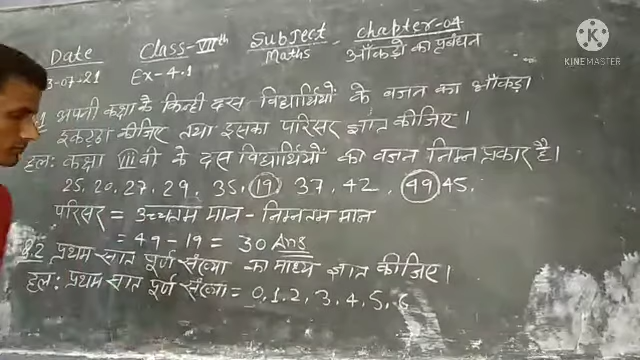 Date Class-VIIth Subject chapter-04
3-07-21 Ex-4.1 Maths - आँकड़ो का प्रबंधन
KINEMASTER
1 अपनी कक्षा के किन्ही दस विद्यार्थियों के वजन का आँकड़ा
इकट्ठा कीजिए तथा इसका परिसर ज्ञात कीजिए।
हलः कक्षा VII वी के दस विद्यार्थियों का वजन निम्न प्रकार है।
25, 20, 27, 29, 35, 19, 37, 42, 49, 45.
परिसर = उच्चतम मान - निम्नतम मान
= 49-19 = 30 Ans
Q.2 प्रथम सात पूर्ण संख्या का माध्य ज्ञात कीजिए।
हलः प्रथम सात पूर्ण संख्या = 0, 1, 2, 3, 4, 5, 6